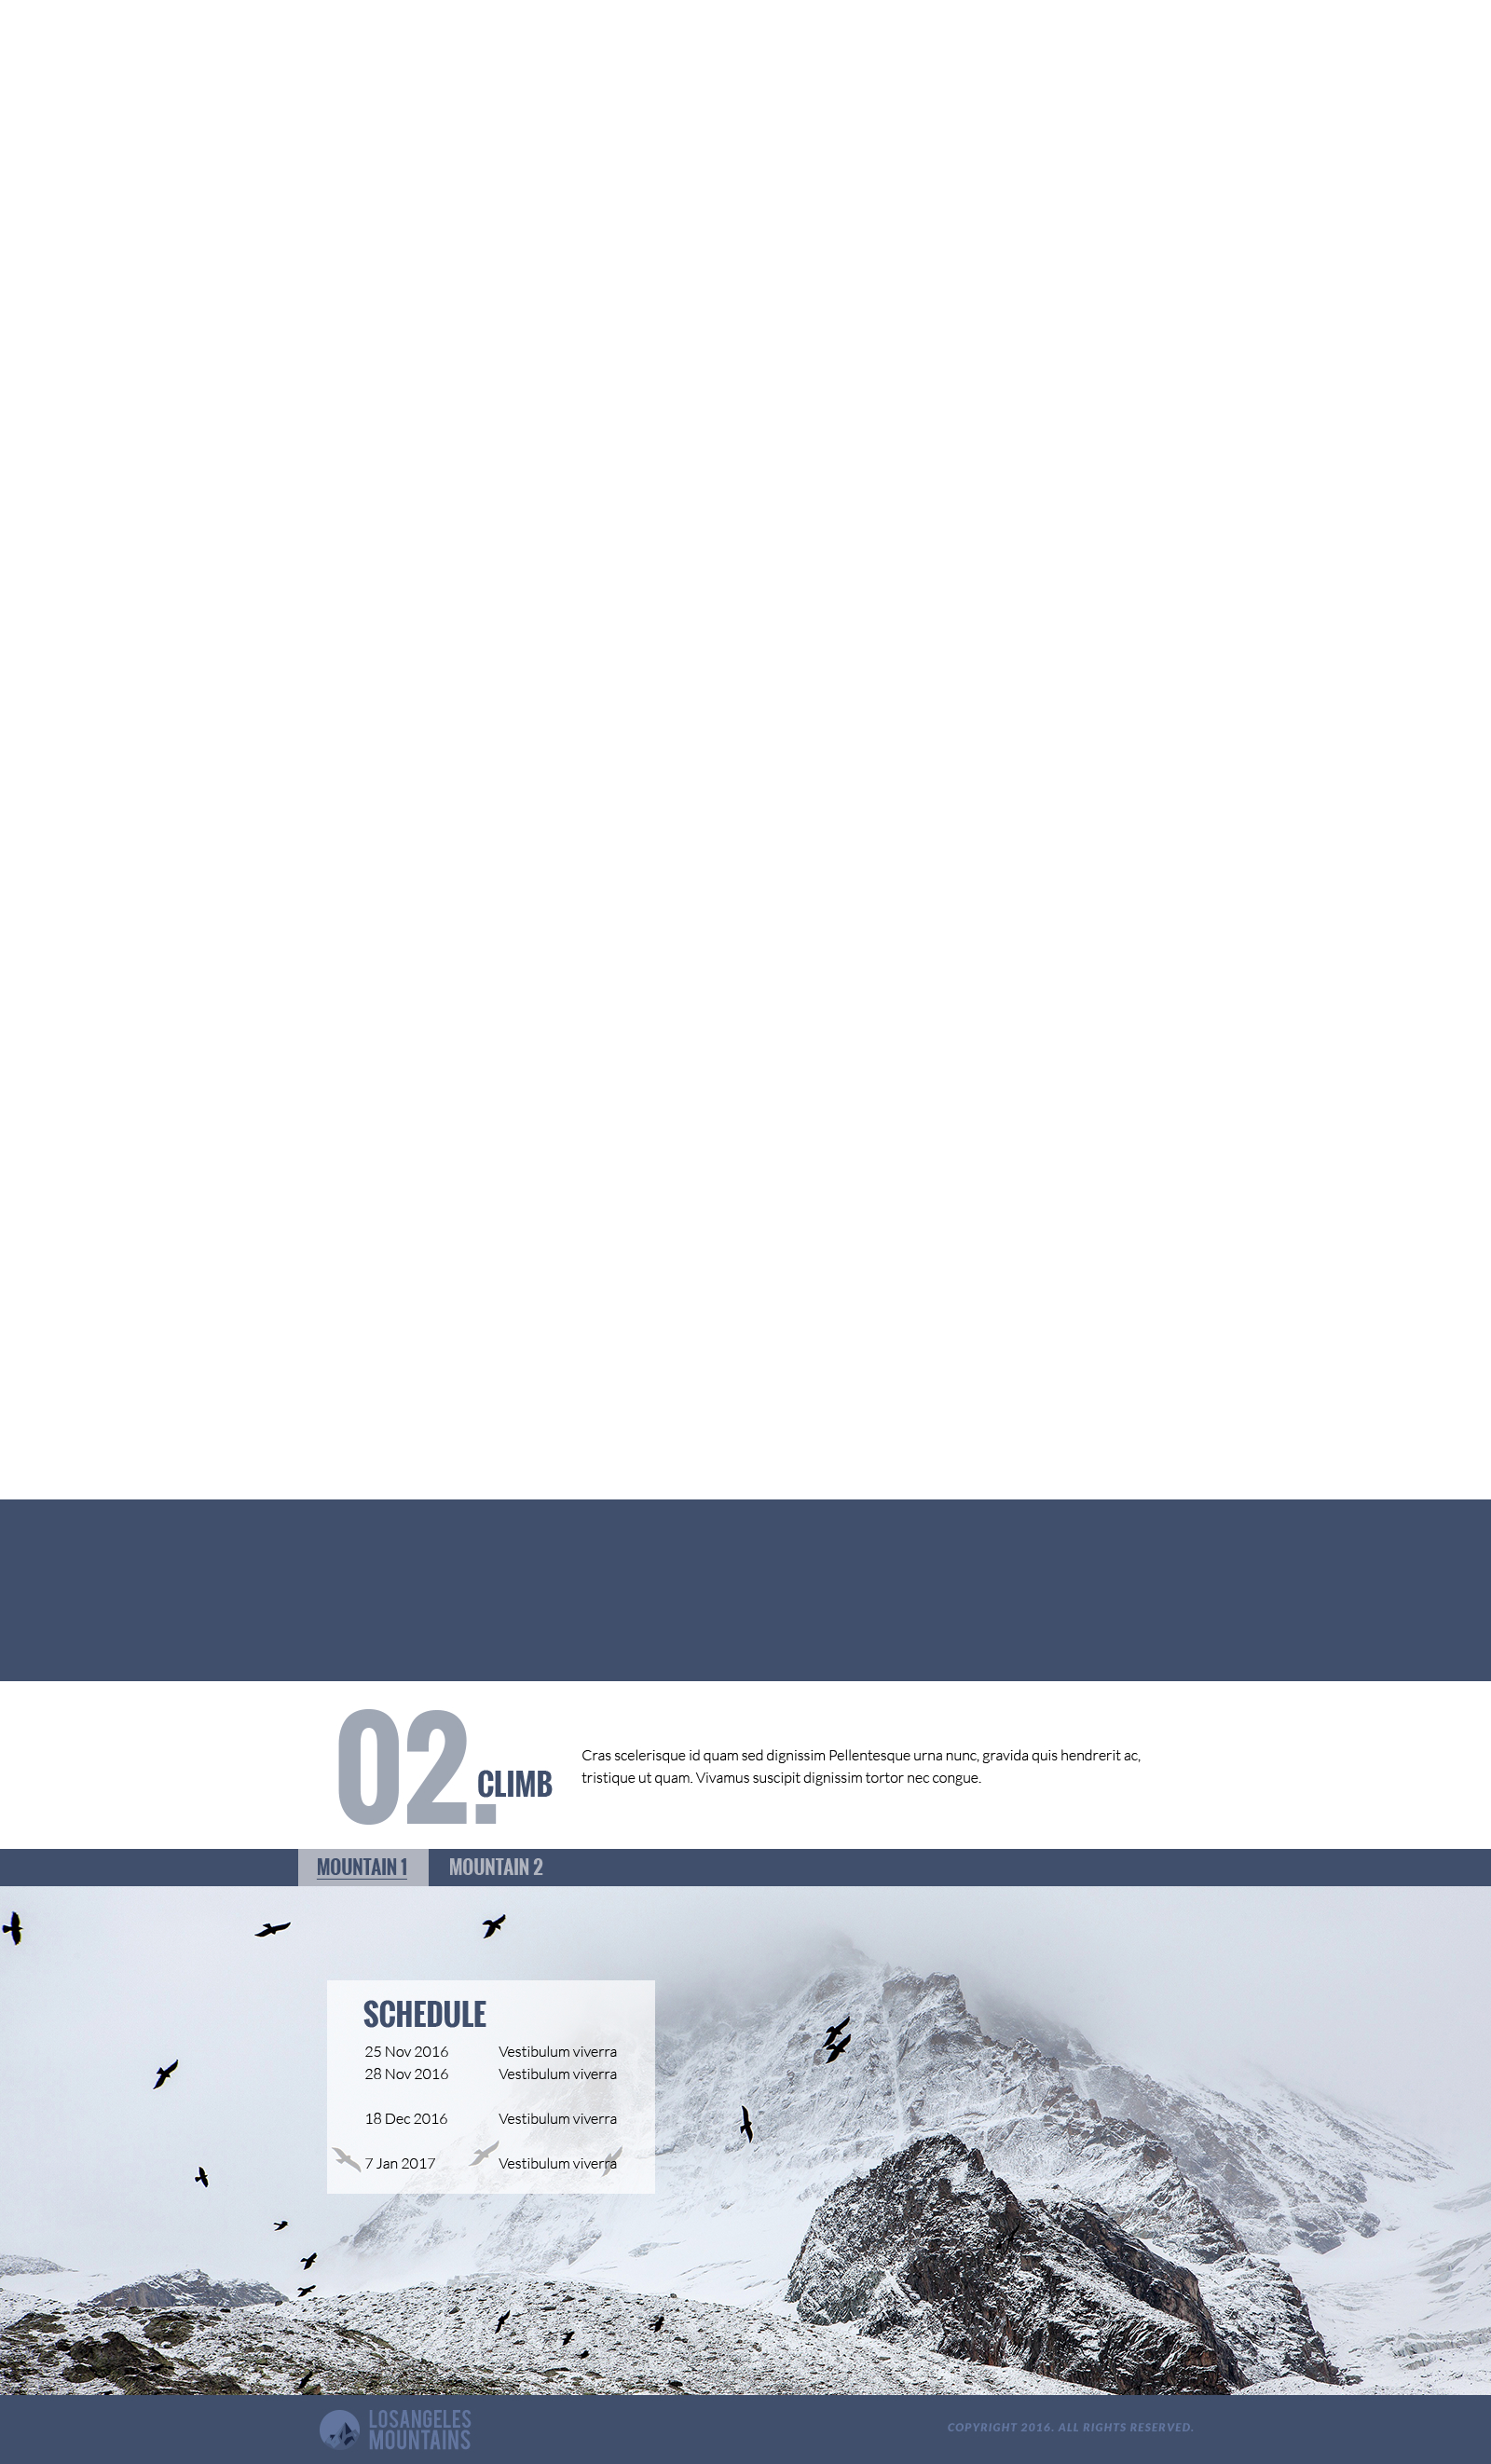 02.
CLIMB
Cras scelerisque id quam sed dignissim Pellentesque urna nunc, gravida quis hendrerit ac,
tristique ut quam. Vivamus suscipit dignissim tortor nec congue.
MOUNTAIN 1 MOUNTAIN 2
SCHEDULE
25 Nov 2016 Vestibulum viverra
28 Nov 2016 Vestibulum viverra
18 Dec 2016 Vestibulum viverra
7 Jan 2017 Vestibulum viverra
LOSANGELES
MOUNTAINS
COPYRIGHT 2016. ALL RIGHTS RESERVED.